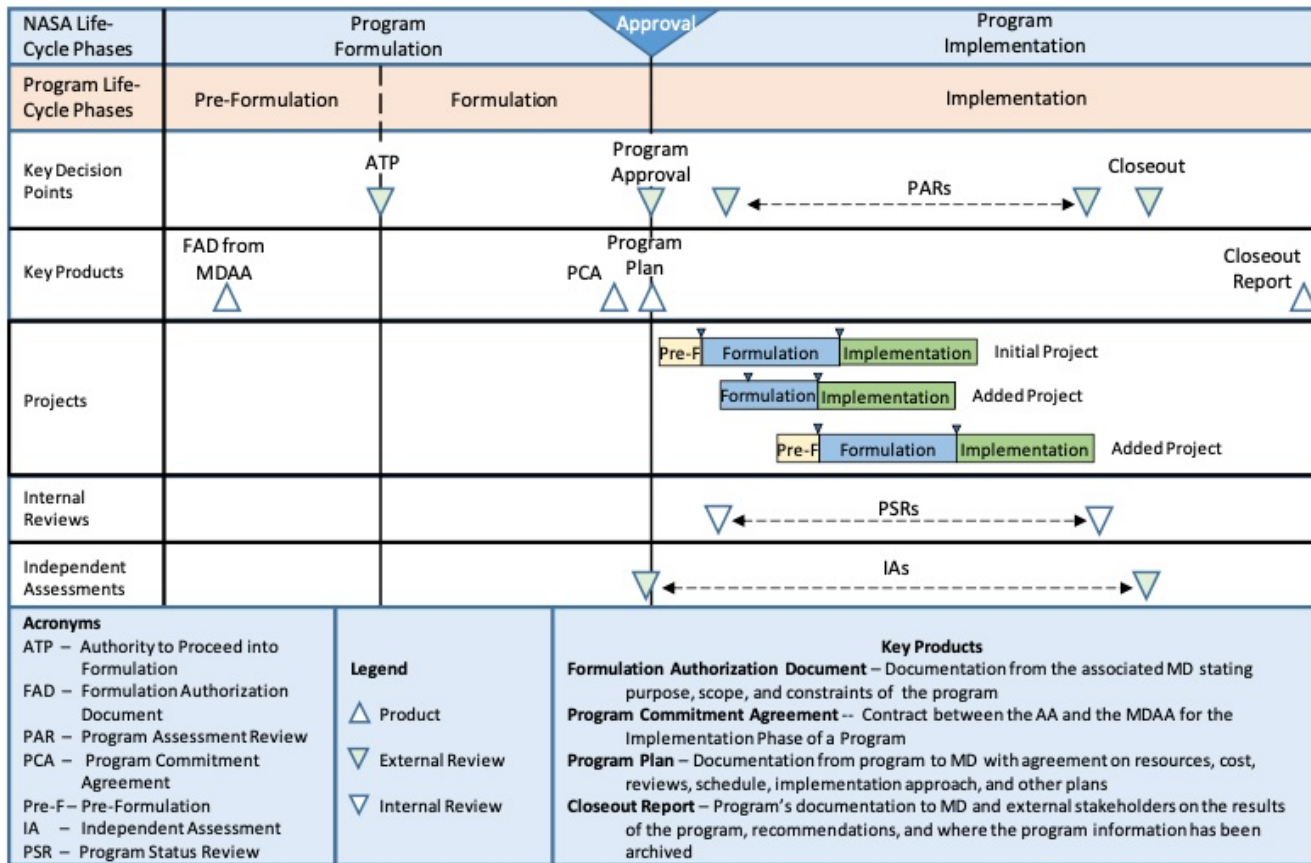 NASA Life-
Cycle Phases
Program
Formulation
Approval
Program
Implementation
Program Life-
Cycle Phases
Pre-Formulation
Formulation
Implementation
Key Decision
Points
ATP
Program
Approval
PARs
Closeout
Key Products
FAD from
MDAA
PCA
Program
Plan
Closeout
Report
Projects
Pre-F
Formulation
Implementation
Initial Project
Formulation
Implementation
Added Project
Pre-F
Formulation
Implementation
Added Project
Internal
Reviews
PSRs
Independent
Assessments
IAs
Acronyms
ATP – Authority to Proceed into
Formulation
FAD – Formulation Authorization
Document
PAR – Program Assessment Review
PCA – Program Commitment
Agreement
Pre-F – Pre-Formulation
IA – Independent Assessment
PSR – Program Status Review
Legend
Product
External Review
Internal Review
Key Products
Formulation Authorization Document – Documentation from the associated MD stating
purpose, scope, and constraints of the program
Program Commitment Agreement -- Contract between the AA and the MDAA for the
Implementation Phase of a Program
Program Plan – Documentation from program to MD with agreement on resources, cost,
reviews, schedule, implementation approach, and other plans
Closeout Report – Program's documentation to MD and external stakeholders on the results
of the program, recommendations, and where the program information has been
archived